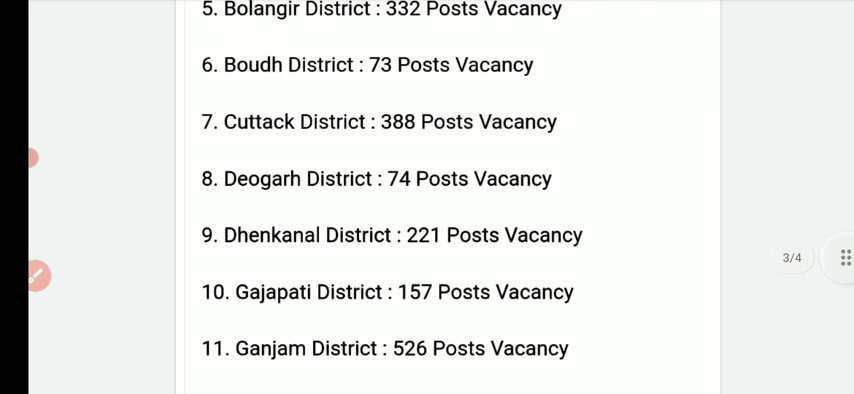 5. Bolangir District : 332 Posts Vacancy
6. Boudh District : 73 Posts Vacancy
7. Cuttack District : 388 Posts Vacancy
8. Deogarh District : 74 Posts Vacancy
9. Dhenkanal District : 221 Posts Vacancy
3/4
10. Gajapati District : 157 Posts Vacancy
11. Ganjam District : 526 Posts Vacancy